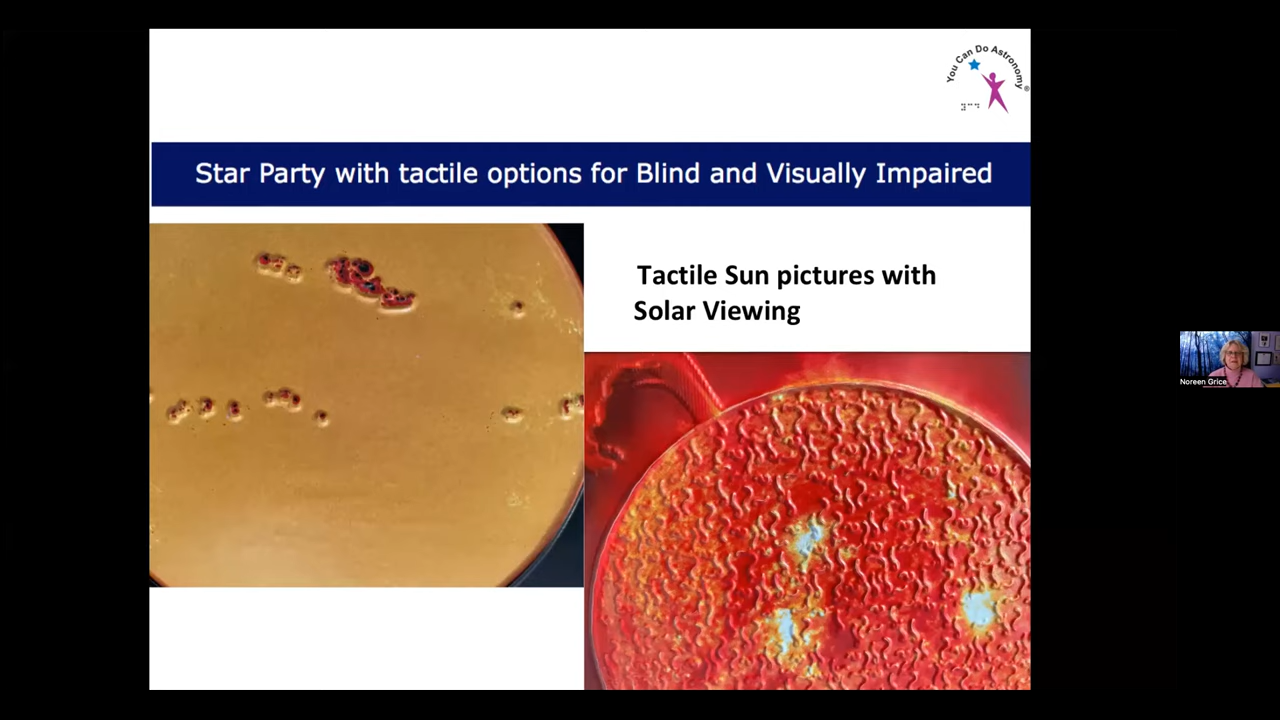 You Can Do Astronomy ®
Star Party with tactile options for Blind and Visually Impaired
Tactile Sun pictures with
Solar Viewing
Noreen Grice